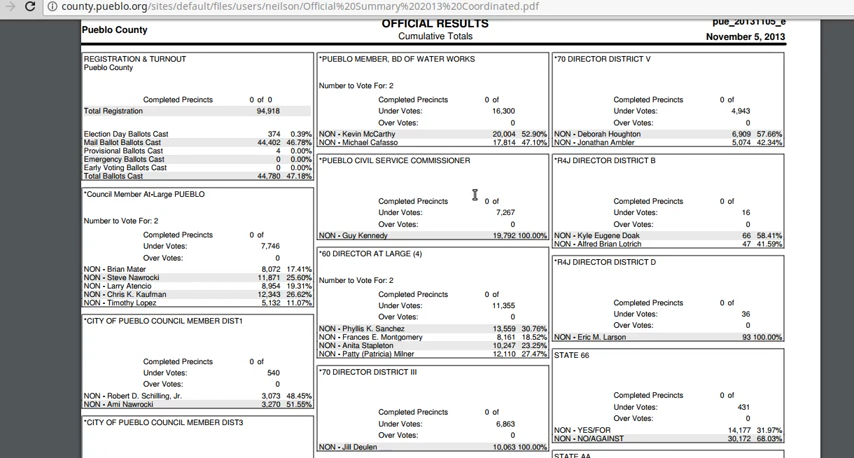 county.pueblo.org/sites/default/files/users/neilson/Official%20Summary%202013%20Coordinated.pdf
Pueblo County
OFFICIAL RESULTS
Cumulative Totals
pue_20131105_e
November 5, 2013
REGISTRATION & TURNOUT
Pueblo County
Completed Precincts 0 of 0
Total Registration 94,918
Election Day Ballots Cast 374 0.39%
Mail Ballot Ballots Cast 44,402 46.78%
Provisional Ballots Cast 4 0.00%
Emergency Ballots Cast 0 0.00%
Early Voting Ballots Cast 0 0.00%
Total Ballots Cast 44,780 47.18%
*Council Member At-Large PUEBLO
Number to Vote For: 2
Completed Precincts 0 of
Under Votes: 7,746
Over Votes: 0
NON - Brian Mater 8,072 17.41%
NON - Steve Nawrocki 11,871 25.60%
NON - Larry Atencio 8,954 19.31%
NON - Chris K. Kaufman 12,343 26.62%
NON - Timothy Lopez 5,132 11.07%
*CITY OF PUEBLO COUNCIL MEMBER DIST1
Completed Precincts 0 of
Under Votes: 540
Over Votes: 0
NON - Robert D. Schilling, Jr. 3,073 48.45%
NON - Ami Nawrocki 3,270 51.55%
*CITY OF PUEBLO COUNCIL MEMBER DIST3
*PUEBLO MEMBER, BD OF WATER WORKS
Number to Vote For: 2
Completed Precincts 0 of
Under Votes: 16,300
Over Votes: 0
NON - Kevin McCarthy 20,004 52.90%
NON - Michael Cafasso 17,814 47.10%
*PUEBLO CIVIL SERVICE COMMISSIONER
Completed Precincts 0 of
Under Votes: 7,267
Over Votes: 0
NON - Guy Kennedy 19,792 100.00%
*60 DIRECTOR AT LARGE (4)
Number to Vote For: 2
Completed Precincts 0 of
Under Votes: 11,355
Over Votes: 0
NON - Phyllis K. Sanchez 13,559 30.76%
NON - Frances E. Montgomery 8,161 18.52%
NON - Anita Stapleton 10,247 23.25%
NON - Patty (Patricia) Milner 12,110 27.47%
*70 DIRECTOR DISTRICT III
Completed Precincts 0 of
Under Votes: 6,863
Over Votes: 0
NON - Jill Deulen 10,063 100.00%
*70 DIRECTOR DISTRICT V
Completed Precincts 0 of
Under Votes: 4,943
Over Votes: 0
NON - Deborah Houghton 6,909 57.66%
NON - Jonathan Ambler 5,074 42.34%
*R4J DIRECTOR DISTRICT B
Completed Precincts 0 of
Under Votes: 16
Over Votes: 0
NON - Kyle Eugene Doak 66 58.41%
NON - Alfred Brian Lotrich 47 41.59%
*R4J DIRECTOR DISTRICT D
Completed Precincts 0 of
Under Votes: 36
Over Votes: 0
NON - Eric M. Larson 93 100.00%
STATE 66
Completed Precincts 0 of
Under Votes: 431
Over Votes: 0
NON - YES/FOR 14,177 31.97%
NON - NO/AGAINST 30,172 68.03%
STATE AA